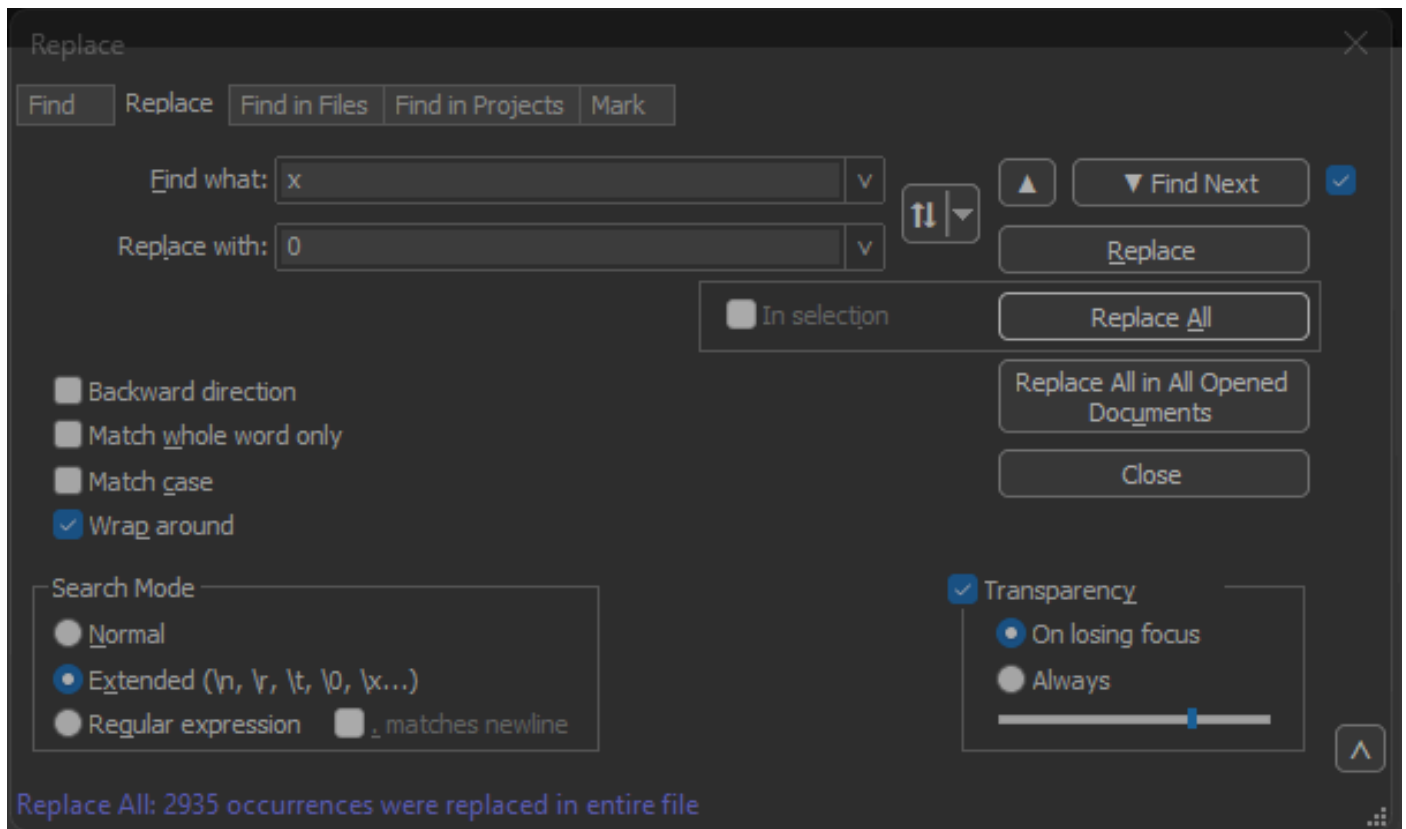 Replace
Find Replace Find in Files Find in Projects Mark
Find what: x
▲ ▼ Find Next
Replace with: 0
Replace
In selection
Replace All
Replace All in All Opened
Documents
Close
Backward direction
Match whole word only
Match case
Wrap around
Search Mode
Normal
Extended (\n, \r, \t, \0, \x...)
Regular expression . matches newline
Transparency
On losing focus
Always
Replace All: 2935 occurrences were replaced in entire file